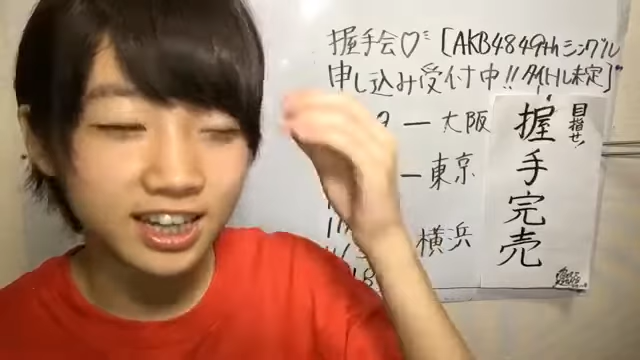 握手会♡【AKB48 49thシングル
申し込み受付中!!タイトル未定】
ー大阪
ー東京
横浜
目指せ!
握手完売